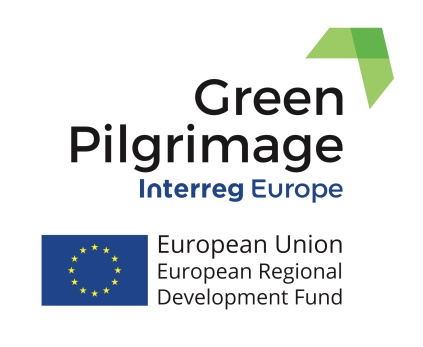 Green
Pilgrimage
Interreg Europe
European Union
European Regional
Development Fund